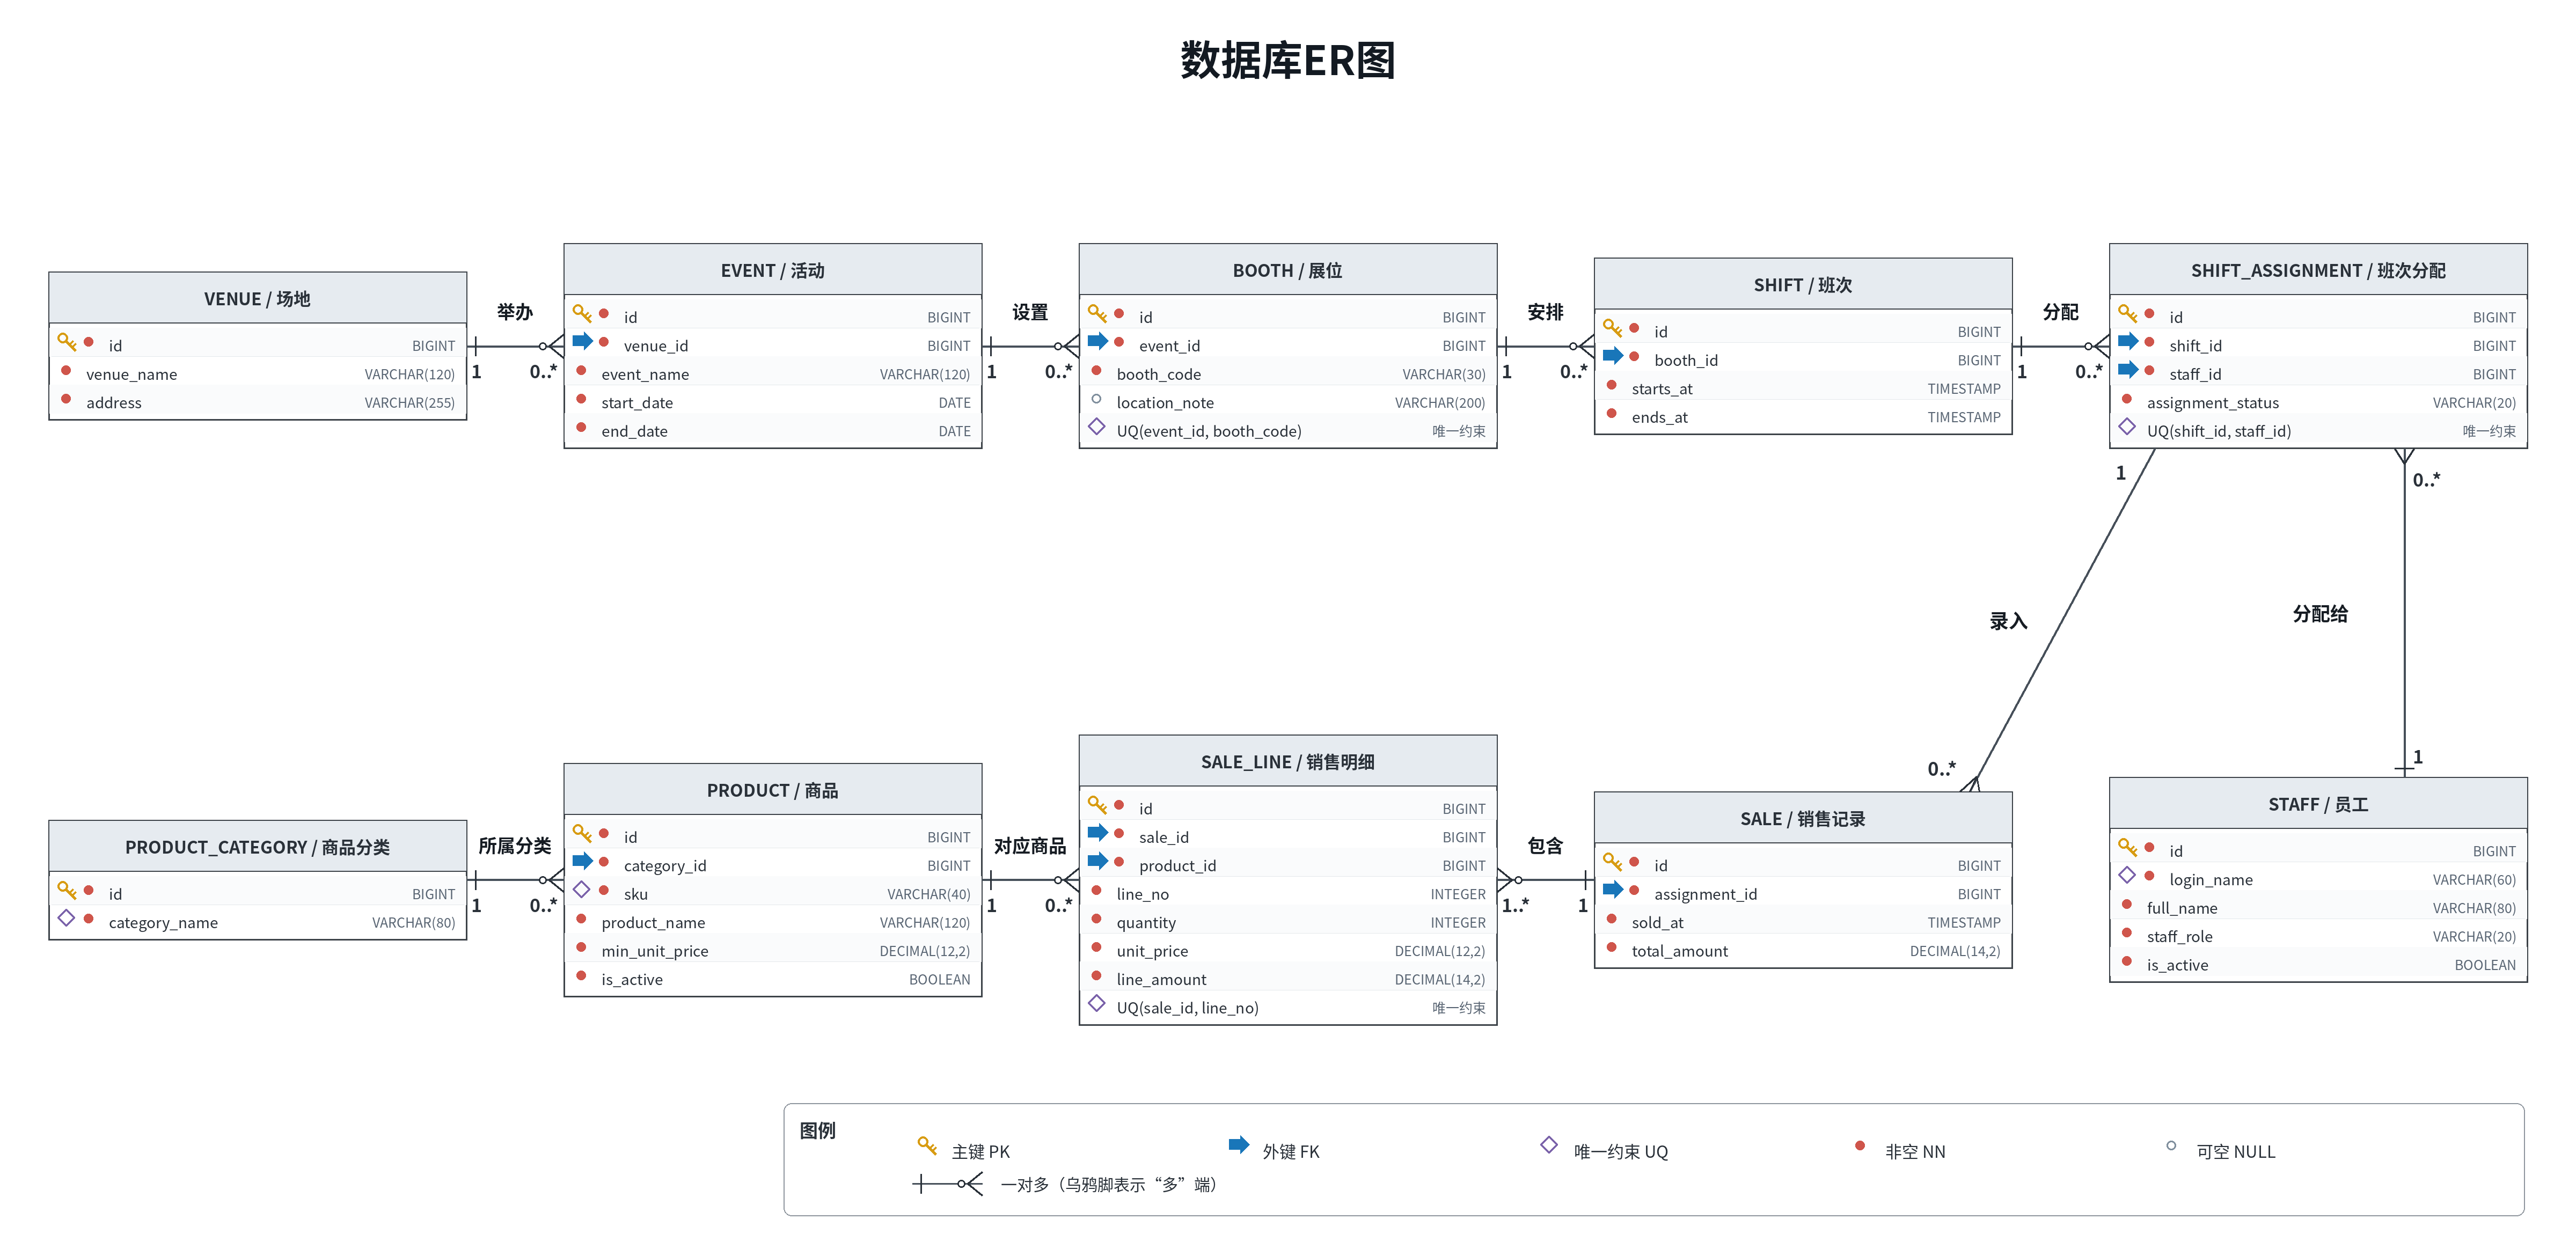 数据库ER图
VENUE / 场地
id BIGINT
venue_name VARCHAR(120)
address VARCHAR(255)
举办
1 0..*
EVENT / 活动
id BIGINT
venue_id BIGINT
event_name VARCHAR(120)
start_date DATE
end_date DATE
设置
1 0..*
BOOTH / 展位
id BIGINT
event_id BIGINT
booth_code VARCHAR(30)
location_note VARCHAR(200)
UQ(event_id, booth_code) 唯一约束
安排
1 0..*
SHIFT / 班次
id BIGINT
booth_id BIGINT
starts_at TIMESTAMP
ends_at TIMESTAMP
分配
1 0..*
SHIFT_ASSIGNMENT / 班次分配
id BIGINT
shift_id BIGINT
staff_id BIGINT
assignment_status VARCHAR(20)
UQ(shift_id, staff_id) 唯一约束
1
录入
0..*
0..*
分配给
1
PRODUCT_CATEGORY / 商品分类
id BIGINT
category_name VARCHAR(80)
所属分类
1 0..*
PRODUCT / 商品
id BIGINT
category_id BIGINT
sku VARCHAR(40)
product_name VARCHAR(120)
min_unit_price DECIMAL(12,2)
is_active BOOLEAN
对应商品
1 0..*
SALE_LINE / 销售明细
id BIGINT
sale_id BIGINT
product_id BIGINT
line_no INTEGER
quantity INTEGER
unit_price DECIMAL(12,2)
line_amount DECIMAL(14,2)
UQ(sale_id, line_no) 唯一约束
包含
1..* 1
SALE / 销售记录
id BIGINT
assignment_id BIGINT
sold_at TIMESTAMP
total_amount DECIMAL(14,2)
STAFF / 员工
id BIGINT
login_name VARCHAR(60)
full_name VARCHAR(80)
staff_role VARCHAR(20)
is_active BOOLEAN
图例
主键 PK 外键 FK 唯一约束 UQ 非空 NN 可空 NULL
一对多（乌鸦脚表示“多”端）